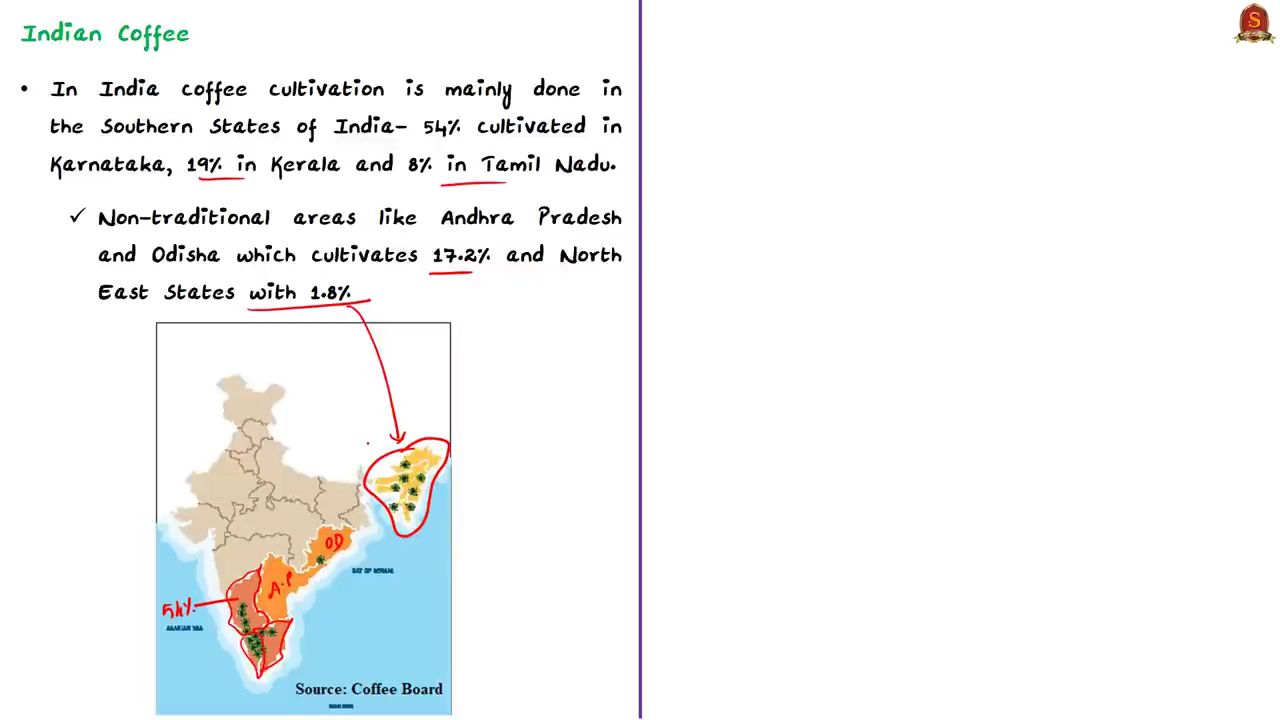 Indian Coffee
S
• In India coffee cultivation is mainly done in
the Southern States of India- 54% cultivated in
Karnataka, 19% in Kerala and 8% in Tamil Nadu.
✓ Non-traditional areas like Andhra Pradesh
and Odisha which cultivates 17.2% and North
East States with 1.8%
OD
BAY OF BENGAL
A.P
54%
ARABIAN SEA
Source: Coffee Board